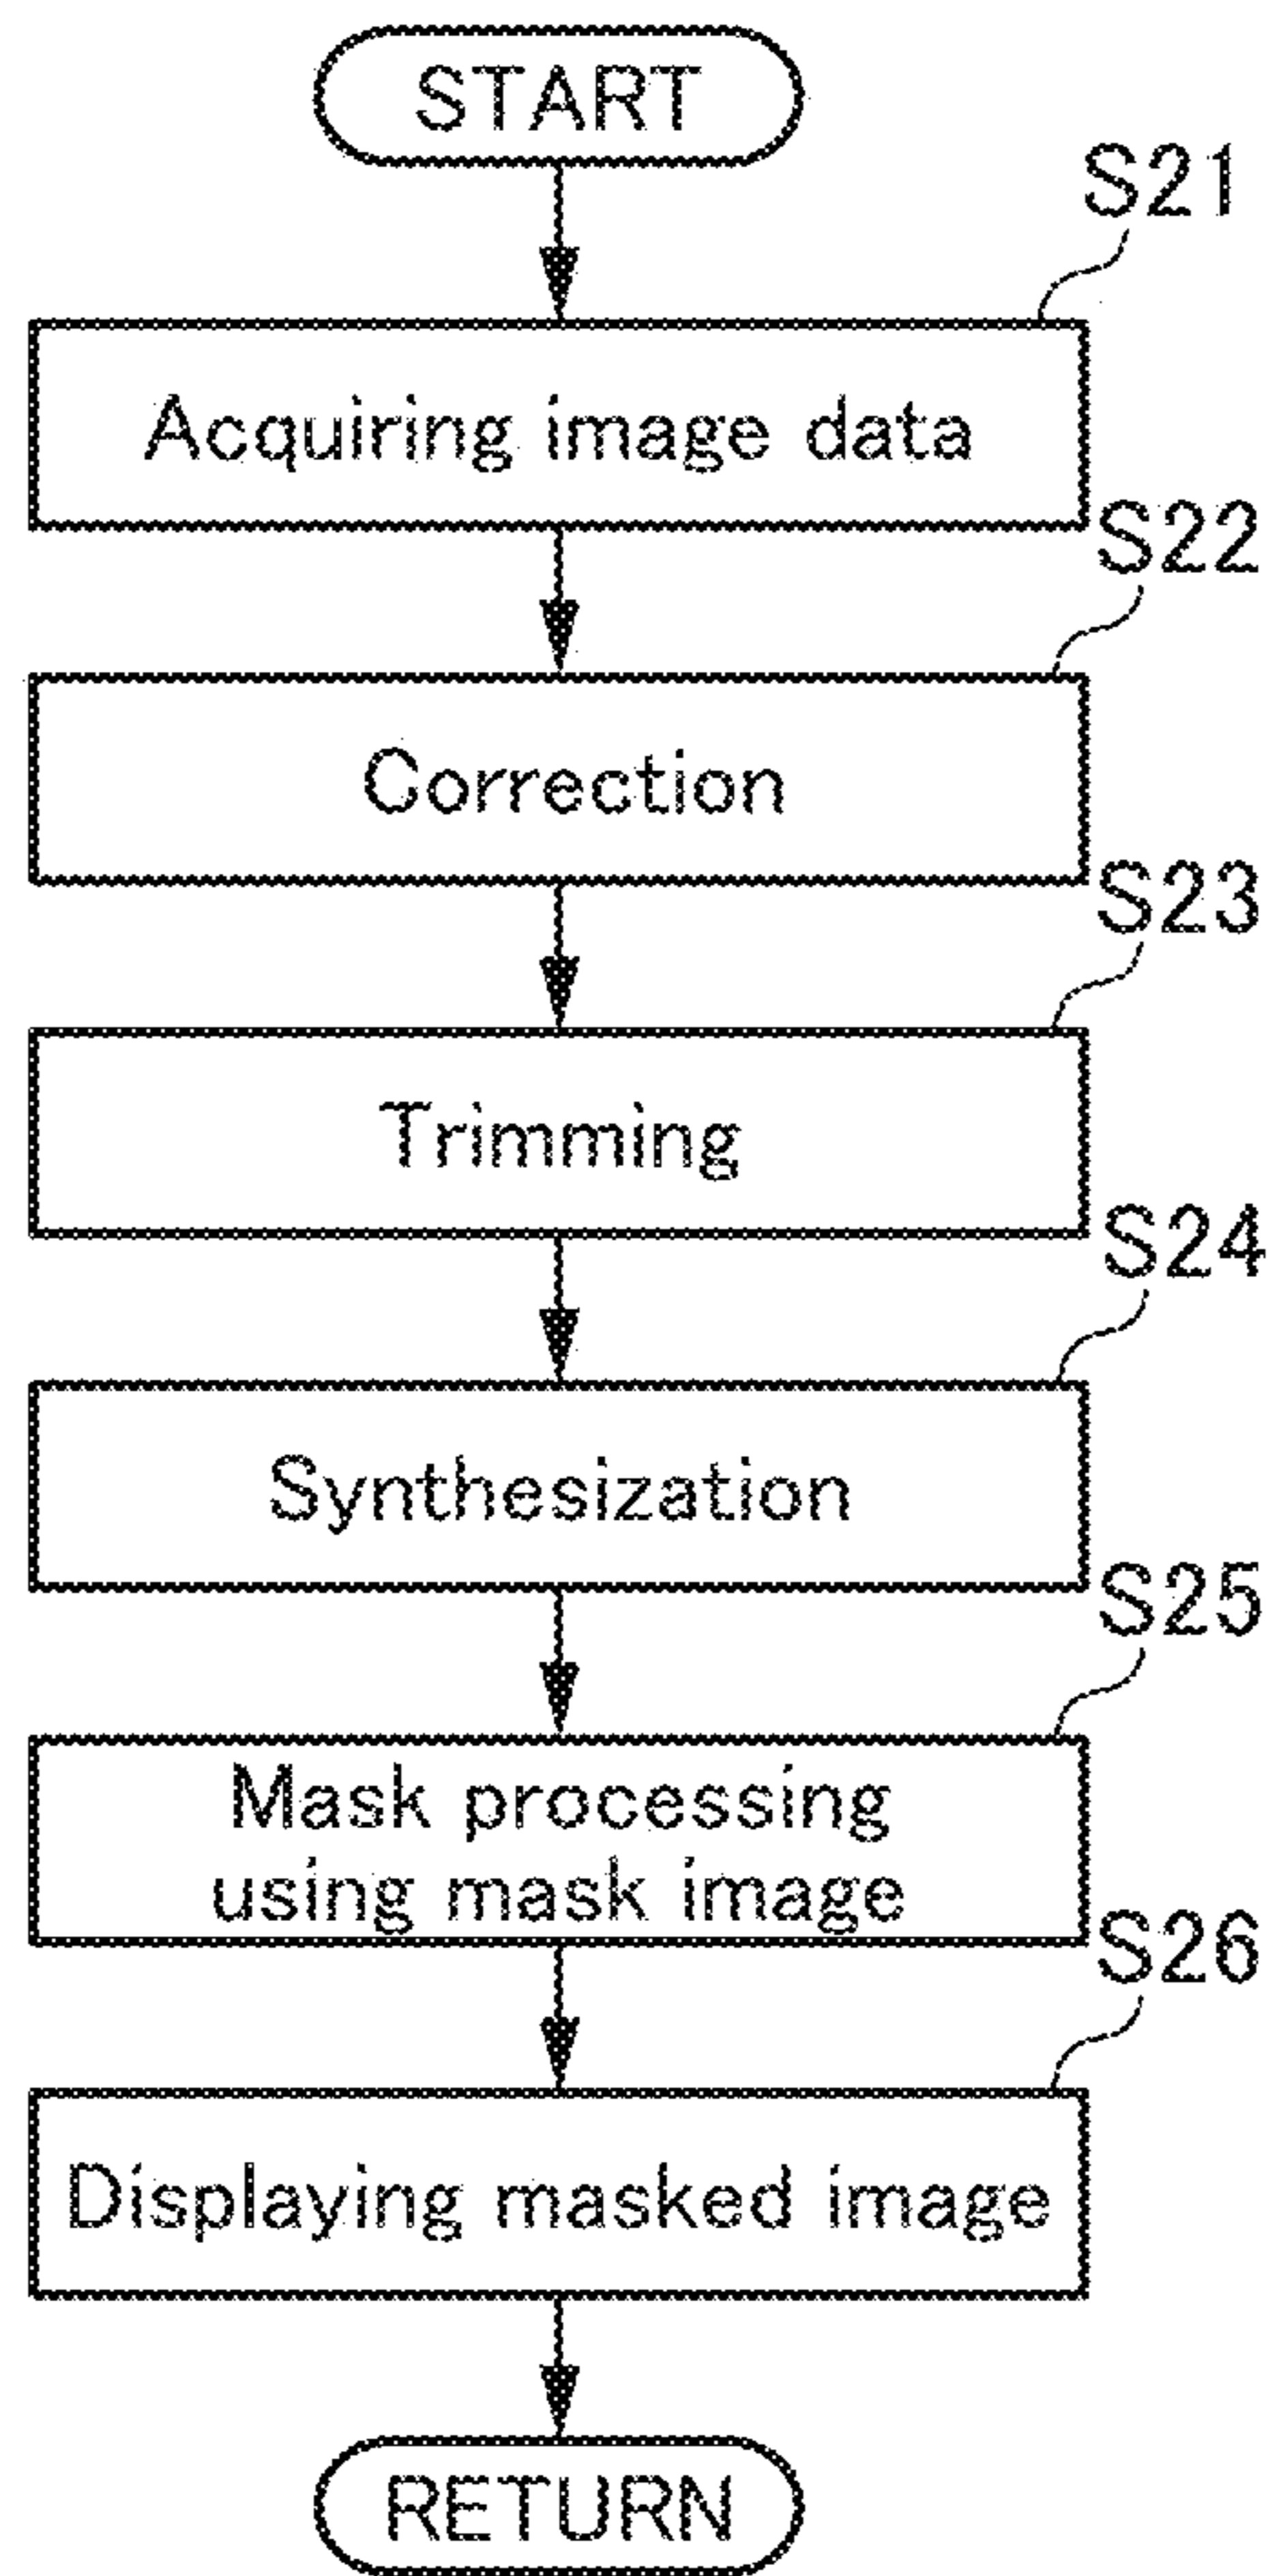 START
S21
Acquiring image data
S22
Correction
S23
Trimming
S24
Synthesization
S25
Mask processing
using mask image
S26
Displaying masked image
RETURN